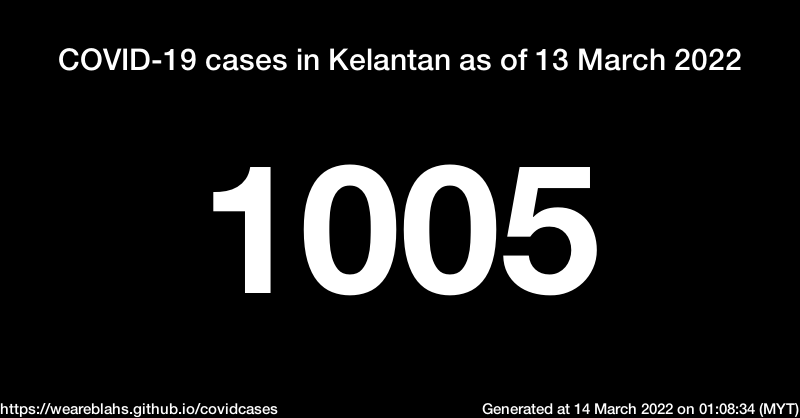 COVID-19 cases in Kelantan as of 13 March 2022
1005
https://weareblahs.github.io/covidcases
Generated at 14 March 2022 on 01:08:34 (MYT)